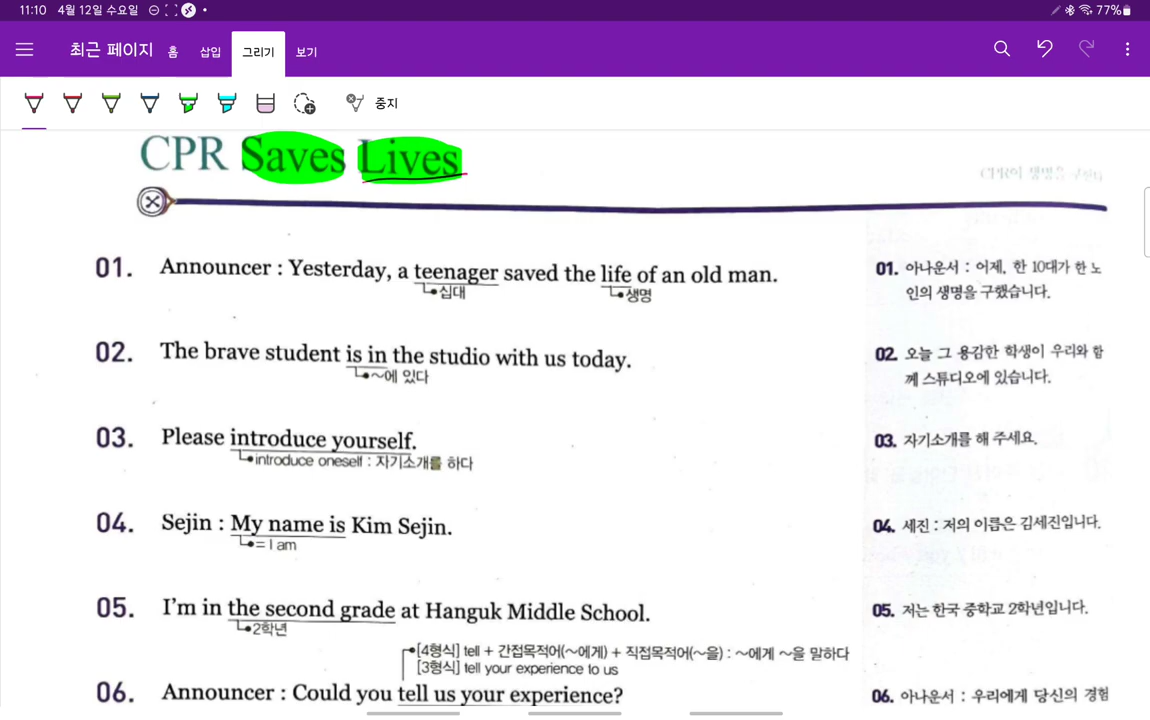 11:10 4월 12일 수요일
77%
최근 페이지 홈 삽입 그리기 보기
중지
CPR Saves Lives
CPR이 생명을 구한다
01. Announcer : Yesterday, a teenager saved the life of an old man.
십대 생명
01. 아나운서 : 어제, 한 10대가 한 노
인의 생명을 구했습니다.
02. The brave student is in the studio with us today.
~에 있다
02. 오늘 그 용감한 학생이 우리와 함
께 스튜디오에 있습니다.
03. Please introduce yourself.
introduce oneself : 자기소개를 하다
03. 자기소개를 해 주세요.
04. Sejin : My name is Kim Sejin.
= I am
04. 세진 : 저의 이름은 김세진입니다.
05. I'm in the second grade at Hanguk Middle School.
2학년
05. 저는 한국 중학교 2학년입니다.
[4형식] tell + 간접목적어(~에게) + 직접목적어(~을) : ~에게 ~을 말하다
[3형식] tell your experience to us
06. Announcer : Could you tell us your experience?
06. 아나운서 : 우리에게 당신의 경험